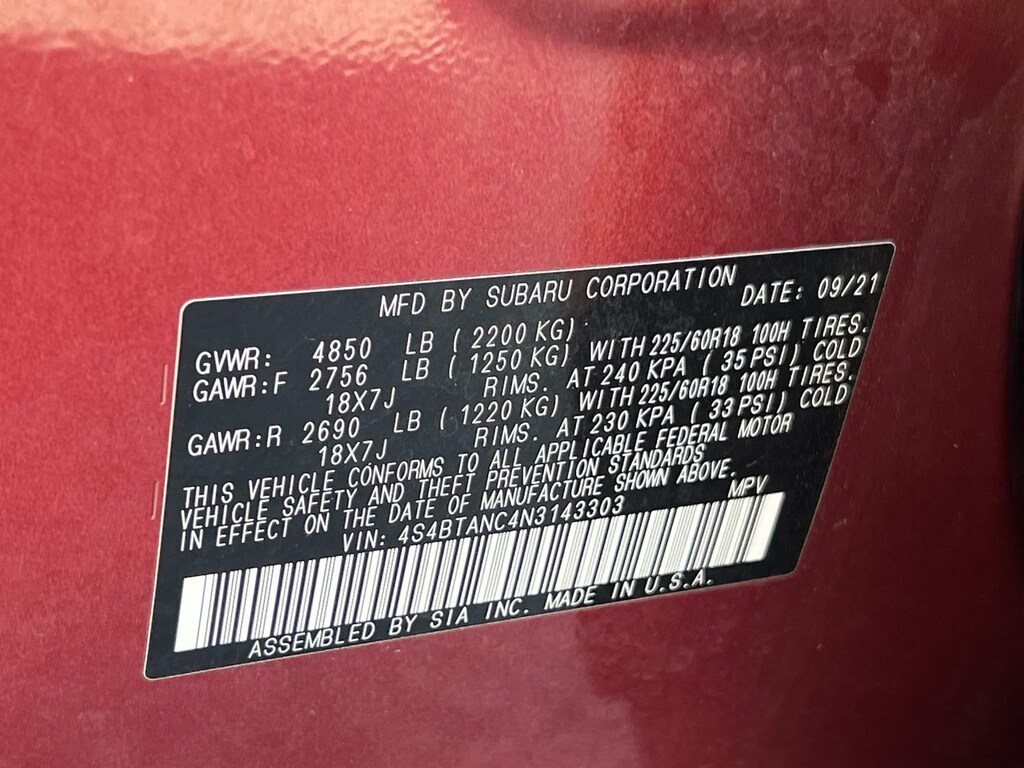 MFD BY SUBARU CORPORATION DATE: 09/21
GVWR: 4850 LB (2200 KG)
GAWR:F 2756 LB (1250 KG) WITH 225/60R18 100H TIRES.
18X7J RIMS. AT 240 KPA (35 PSI) COLD
GAWR:R 2690 LB (1220 KG) WITH 225/60R18 100H TIRES.
18X7J RIMS. AT 230 KPA (33 PSI) COLD
THIS VEHICLE CONFORMS TO ALL APPLICABLE FEDERAL MOTOR
VEHICLE SAFETY AND THEFT PREVENTION STANDARDS
IN EFFECT ON THE DATE OF MANUFACTURE SHOWN ABOVE.
VIN: 4S4BTANC4N3143303 MPV
ASSEMBLED BY SIA INC. MADE IN U.S.A.